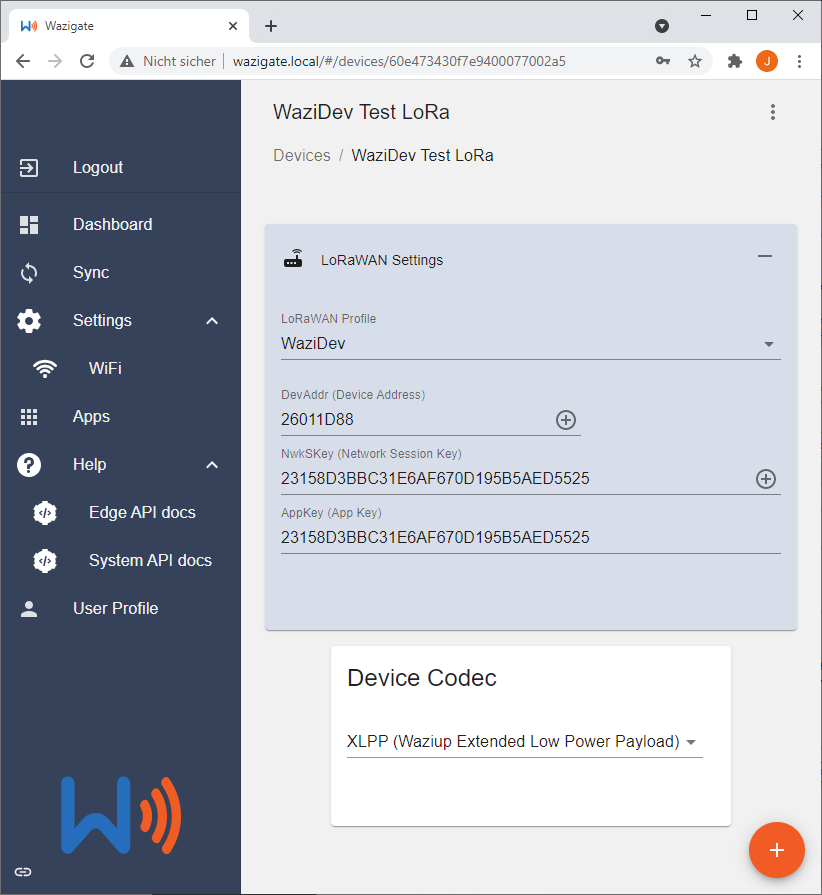 Wazigate
Nicht sicher
wazigate.local/#/devices/60e473430f7e9400077002a5
J
Logout
Dashboard
Sync
Settings
WiFi
Apps
Help
Edge API docs
System API docs
User Profile
WaziDev Test LoRa
Devices / WaziDev Test LoRa
LoRaWAN Settings
LoRaWAN Profile
WaziDev
DevAddr (Device Address)
26011D88
NwkSKey (Network Session Key)
23158D3BBC31E6AF670D195B5AED5525
AppKey (App Key)
23158D3BBC31E6AF670D195B5AED5525
Device Codec
XLPP (Waziup Extended Low Power Payload)